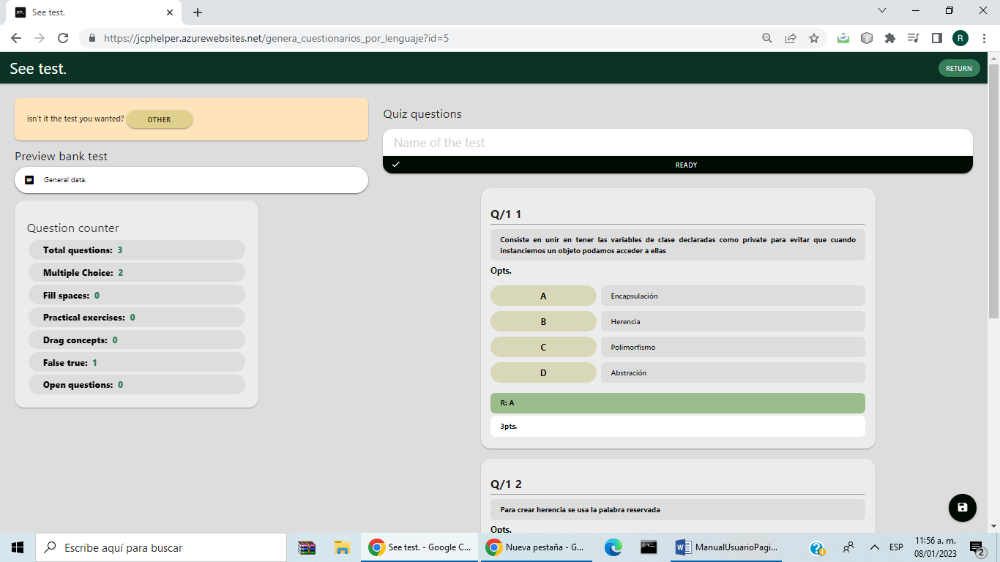 See test.
https://jcphelper.azurewebsites.net/genera_cuestionarios_por_lenguaje?id=5
R
See test.
RETURN
isn't it the test you wanted?
OTHER
Preview bank test
General data.
Question counter
Total questions: 3
Multiple Choice: 2
Fill spaces: 0
Practical exercises: 0
Drag concepts: 0
False true: 1
Open questions: 0
Quiz questions
Name of the test
READY
Q/1 1
Consiste en unir en tener las variables de clase declaradas como private para evitar que cuando
instanciemos un objeto podamos acceder a ellas
Opts.
A
Encapsulación
B
Herencia
C
Polimorfismo
D
Abstración
R: A
3pts.
Q/1 2
Para crear herencia se usa la palabra reservada
Opts.
Escribe aquí para buscar
See test. - Google C...
Nueva pestaña - G...
ManualUsuarioPagi...
ESP
11:56 a. m.
08/01/2023
2